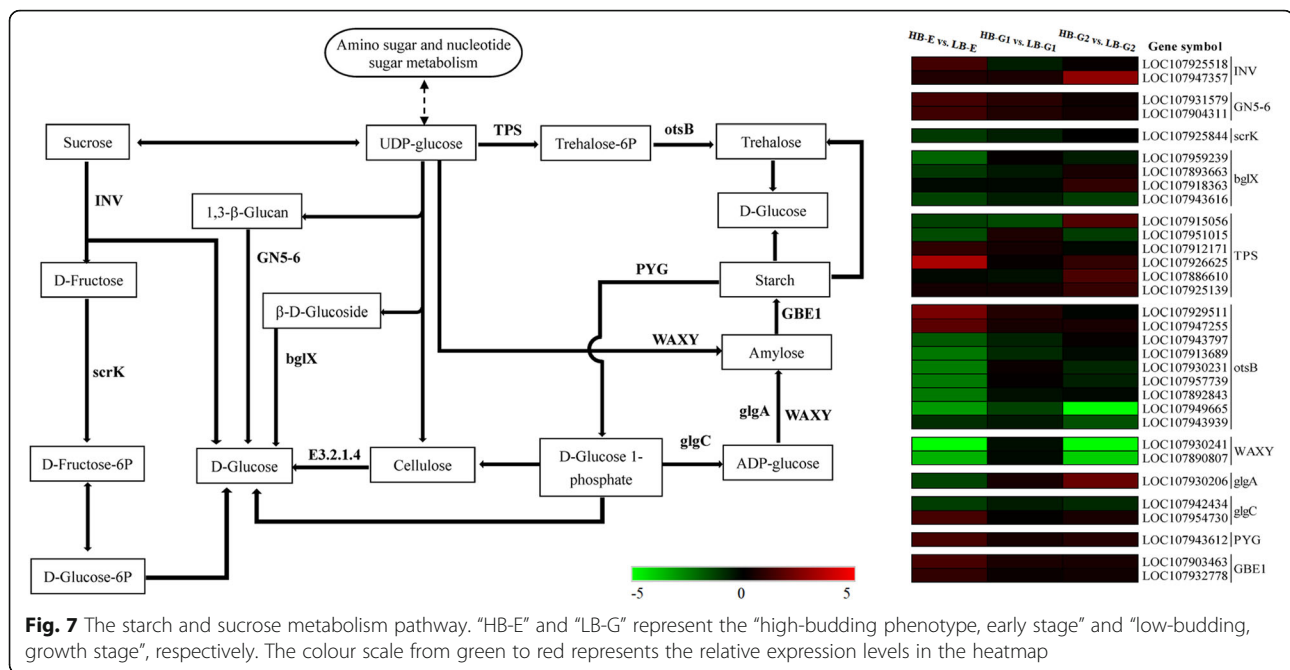 Amino sugar and nucleotide
sugar metabolism
Sucrose
UDP-glucose
TPS
Trehalose-6P
otsB
Trehalose
INV
1,3-β-Glucan
D-Glucose
GN5-6
D-Fructose
PYG
Starch
β-D-Glucoside
GBE1
WAXY
Amylose
scrK
bglX
glgA
WAXY
D-Fructose-6P
D-Glucose
E3.2.1.4
Cellulose
D-Glucose 1-
phosphate
glgC
ADP-glucose
D-Glucose-6P
-5
0
5
HB-E vs. LB-E
HB-G1 vs. LB-G1
HB-G2 vs. LB-G2
Gene symbol
LOC107925518
LOC107947357
INV
LOC107931579
LOC107904311
GN5-6
LOC107925844
scrK
LOC107959239
LOC107893663
LOC107918363
LOC107943616
bglX
LOC107915056
LOC107951015
LOC107912171
LOC107926625
LOC107886610
LOC107925139
TPS
LOC107929511
LOC107947255
LOC107943797
LOC107913689
LOC107930231
LOC107957739
LOC107892843
LOC107949665
LOC107943939
otsB
LOC107930241
LOC107890807
WAXY
LOC107930206
glgA
LOC107942434
LOC107954730
glgC
LOC107943612
PYG
LOC107903463
LOC107932778
GBE1
Fig. 7 The starch and sucrose metabolism pathway. “HB-E” and “LB-G” represent the “high-budding phenotype, early stage” and “low-budding,
growth stage”, respectively. The colour scale from green to red represents the relative expression levels in the heatmap